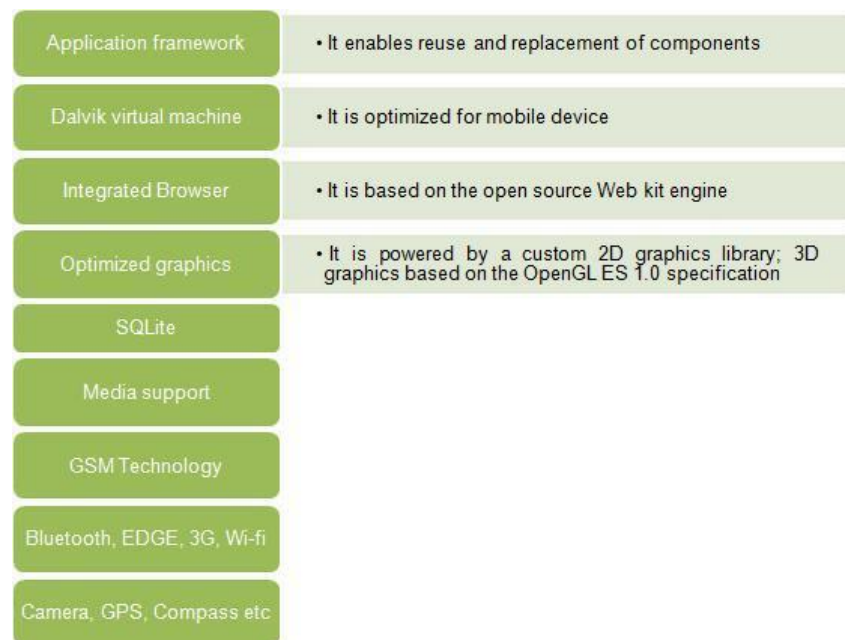 Application framework
• It enables reuse and replacement of components
Dalvik virtual machine
• It is optimized for mobile device
Integrated Browser
• It is based on the open source Web kit engine
Optimized graphics
• It is powered by a custom 2D graphics library; 3D
graphics based on the OpenGL ES 1.0 specification
SQLite
Media support
GSM Technology
Bluetooth, EDGE, 3G, Wi-fi
Camera, GPS, Compass etc